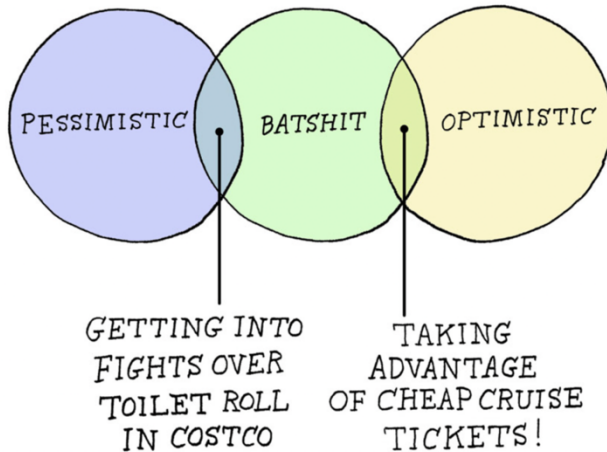 PESSIMISTIC
BATSHIT
OPTIMISTIC
GETTING INTO
FIGHTS OVER
TOILET ROLL
IN COSTCO
TAKING
ADVANTAGE
OF CHEAP CRUISE
TICKETS!